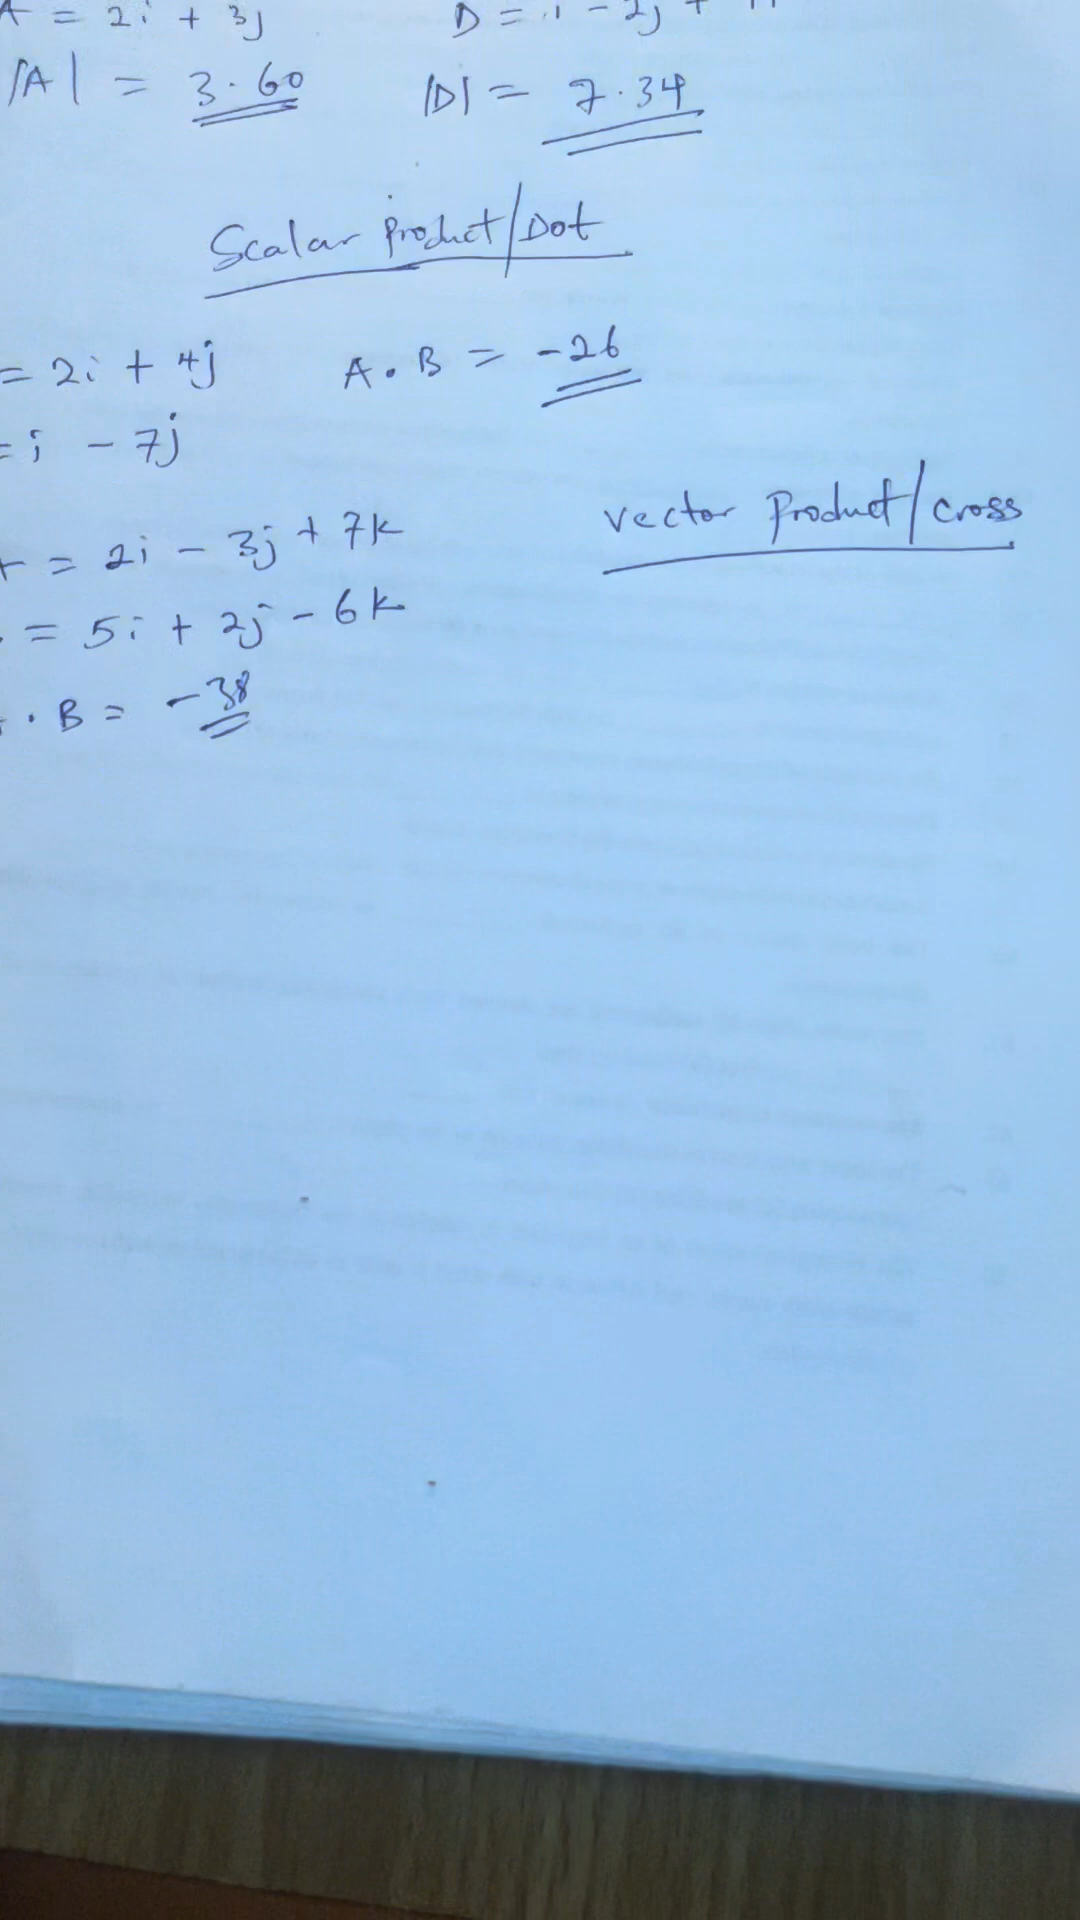 A = 2i + 3j
D = i - 2j +
|A| = 3.60
|D| = 7.34
Scalar Product/Dot
= 2i + 4j
A . B = -26
= i - 7j
vector Product/cross
= 2i - 3j + 7k
= 5i + 2j - 6k
. B = -38